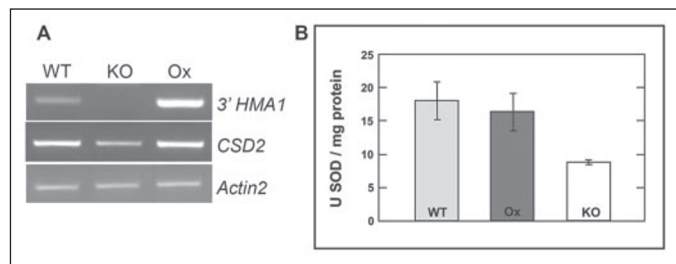 A
WT KO Ox
3' HMA1
CSD2
Actin2
B
U SOD / mg protein
25
20
15
10
5
0
WT Ox KO